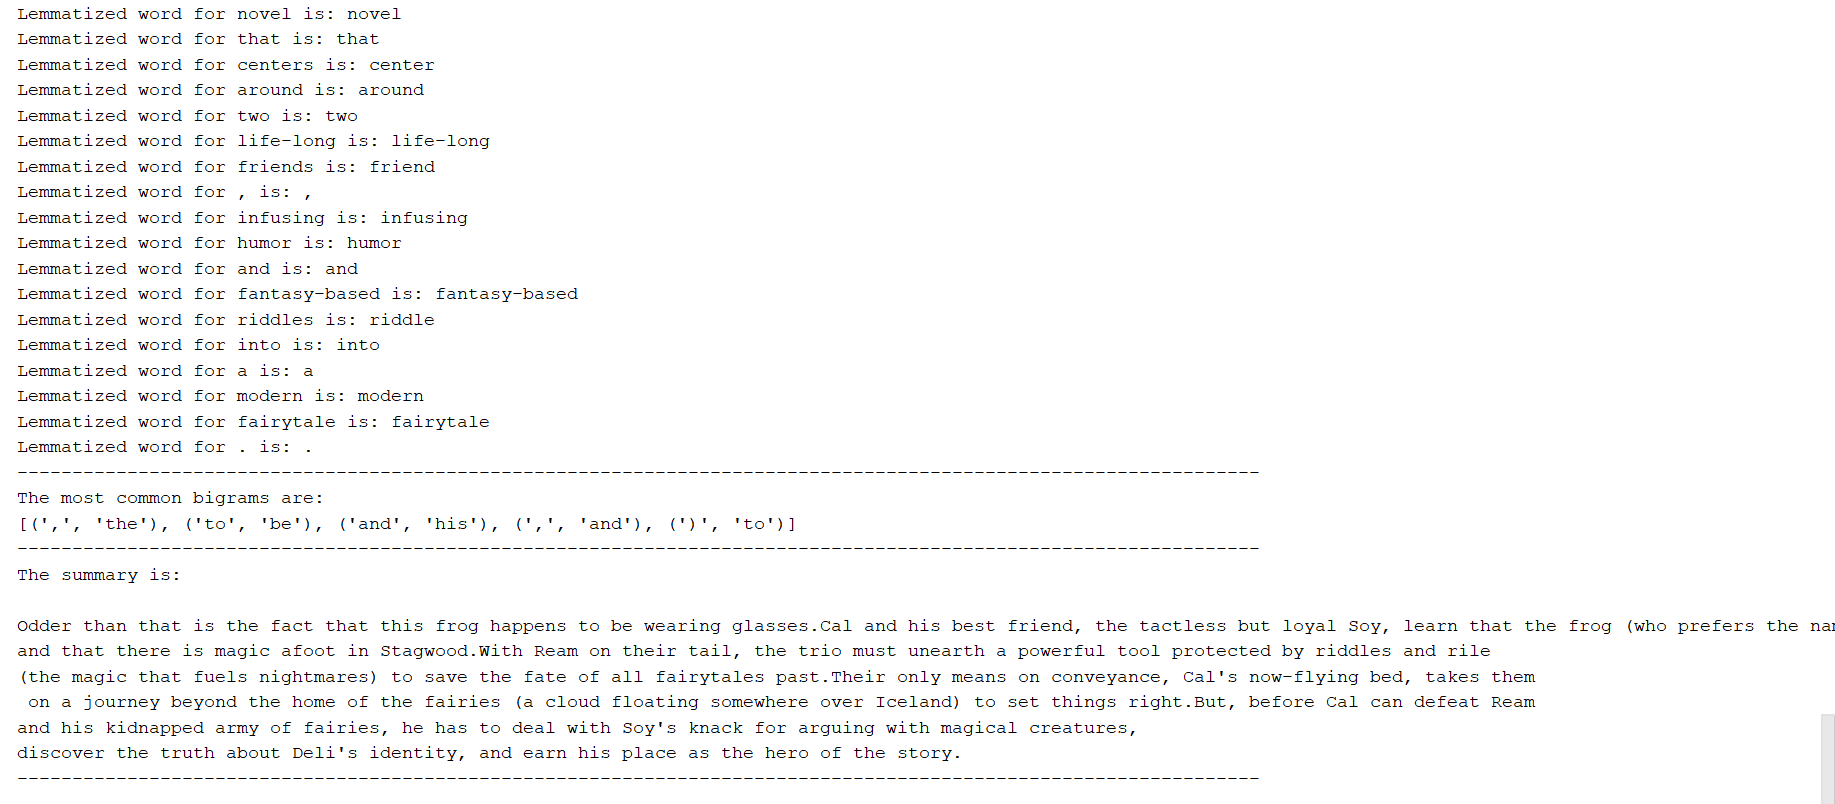 Lemmatized word for novel is: novel
Lemmatized word for that is: that
Lemmatized word for centers is: center
Lemmatized word for around is: around
Lemmatized word for two is: two
Lemmatized word for life-long is: life-long
Lemmatized word for friends is: friend
Lemmatized word for , is: ,
Lemmatized word for infusing is: infusing
Lemmatized word for humor is: humor
Lemmatized word for and is: and
Lemmatized word for fantasy-based is: fantasy-based
Lemmatized word for riddles is: riddle
Lemmatized word for into is: into
Lemmatized word for a is: a
Lemmatized word for modern is: modern
Lemmatized word for fairytale is: fairytale
Lemmatized word for . is: .
-----------------------------------------------------------------------------------------------------------------
The most common bigrams are:
[(',', 'the'), ('to', 'be'), ('and', 'his'), (',', 'and'), (')', 'to')]
-----------------------------------------------------------------------------------------------------------------
The summary is:
Odder than that is the fact that this frog happens to be wearing glasses.Cal and his best friend, the tactless but loyal Soy, learn that the frog (who prefers the
and that there is magic afoot in Stagwood.With Ream on their tail, the trio must unearth a powerful tool protected by riddles and rile
(the magic that fuels nightmares) to save the fate of all fairytales past.Their only means on conveyance, Cal's now-flying bed, takes them
on a journey beyond the home of the fairies (a cloud floating somewhere over Iceland) to set things right.But, before Cal can defeat Ream
and his kidnapped army of fairies, he has to deal with Soy's knack for arguing with magical creatures,
discover the truth about Deli's identity, and earn his place as the hero of the story.
-----------------------------------------------------------------------------------------------------------------